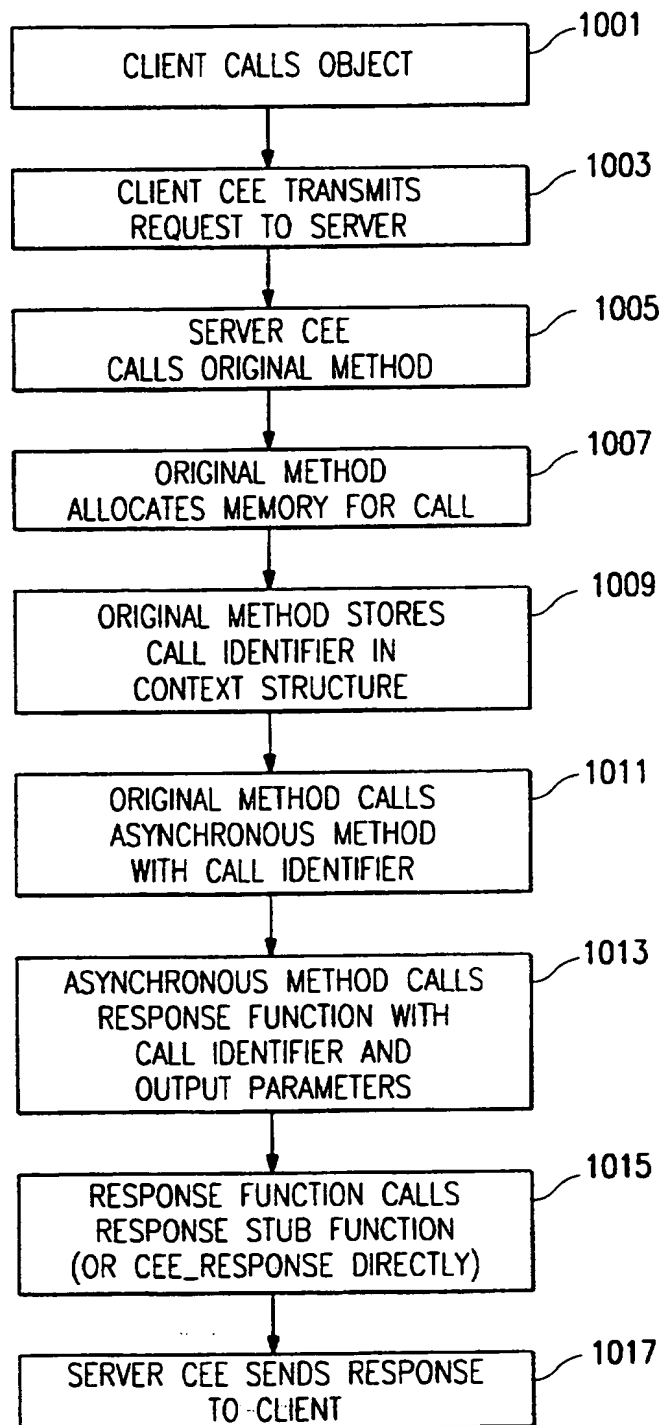 1001
CLIENT CALLS OBJECT
1003
CLIENT CEE TRANSMITS
REQUEST TO SERVER
1005
SERVER CEE
CALLS ORIGINAL METHOD
1007
ORIGINAL METHOD
ALLOCATES MEMORY FOR CALL
1009
ORIGINAL METHOD STORES
CALL IDENTIFIER IN
CONTEXT STRUCTURE
1011
ORIGINAL METHOD CALLS
ASYNCHRONOUS METHOD
WITH CALL IDENTIFIER
1013
ASYNCHRONOUS METHOD CALLS
RESPONSE FUNCTION WITH
CALL IDENTIFIER AND
OUTPUT PARAMETERS
1015
RESPONSE FUNCTION CALLS
RESPONSE STUB FUNCTION
(OR CEE_RESPONSE DIRECTLY)
1017
SERVER CEE SENDS RESPONSE
TO CLIENT